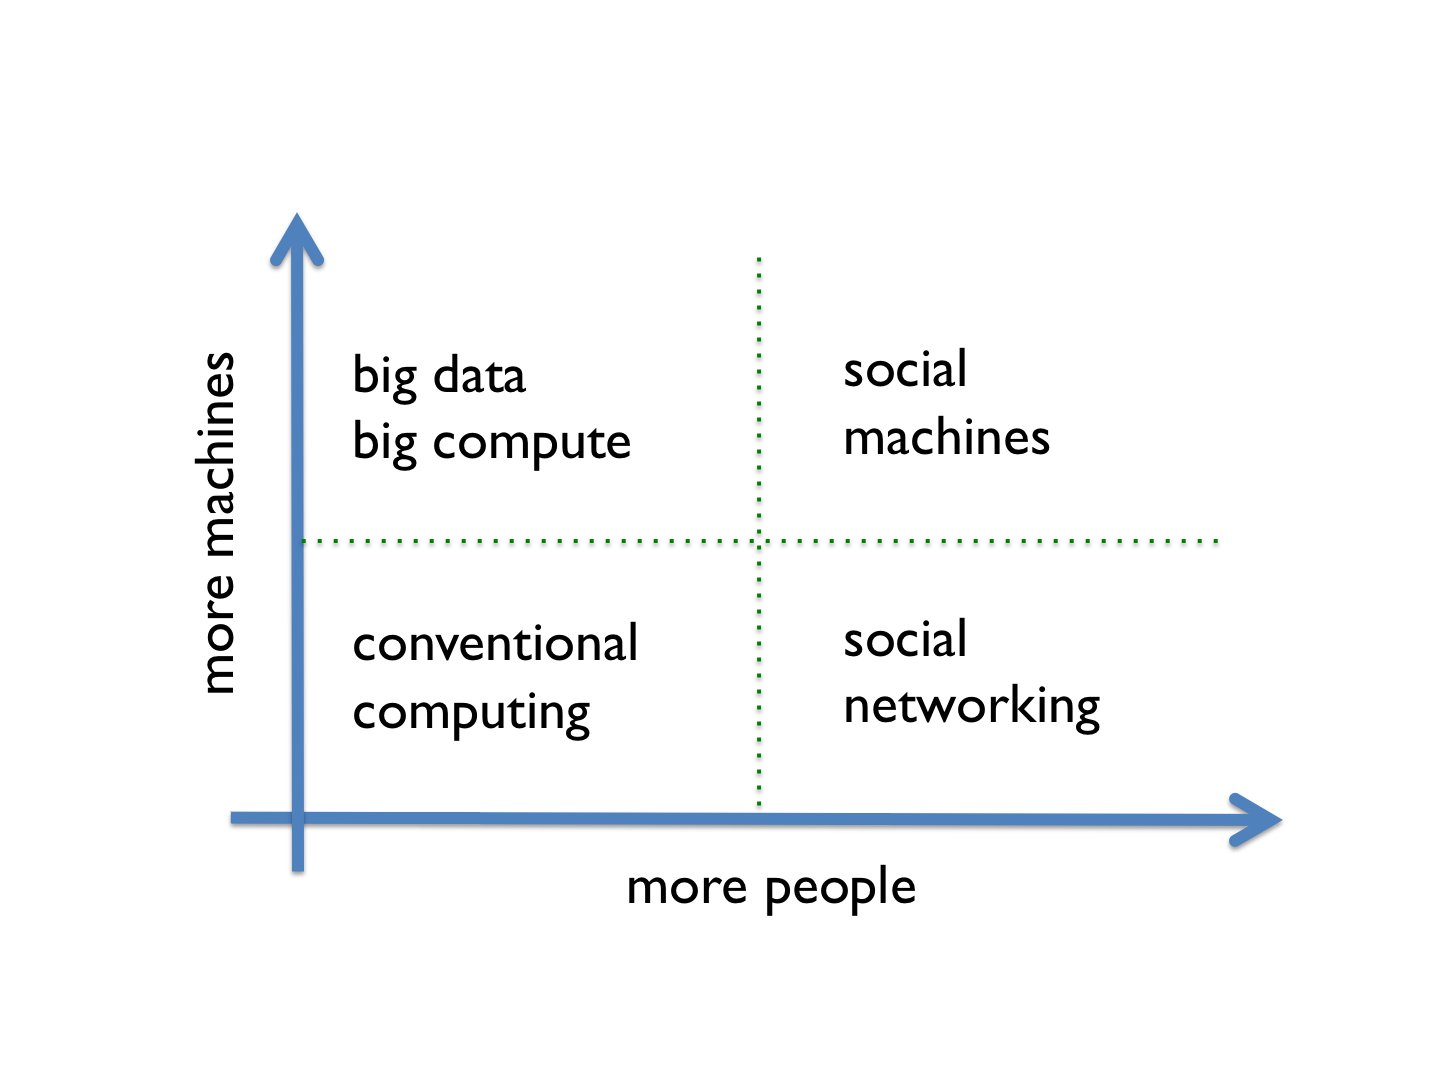 more machines
big data
big compute
social
machines
conventional
computing
social
networking
more people